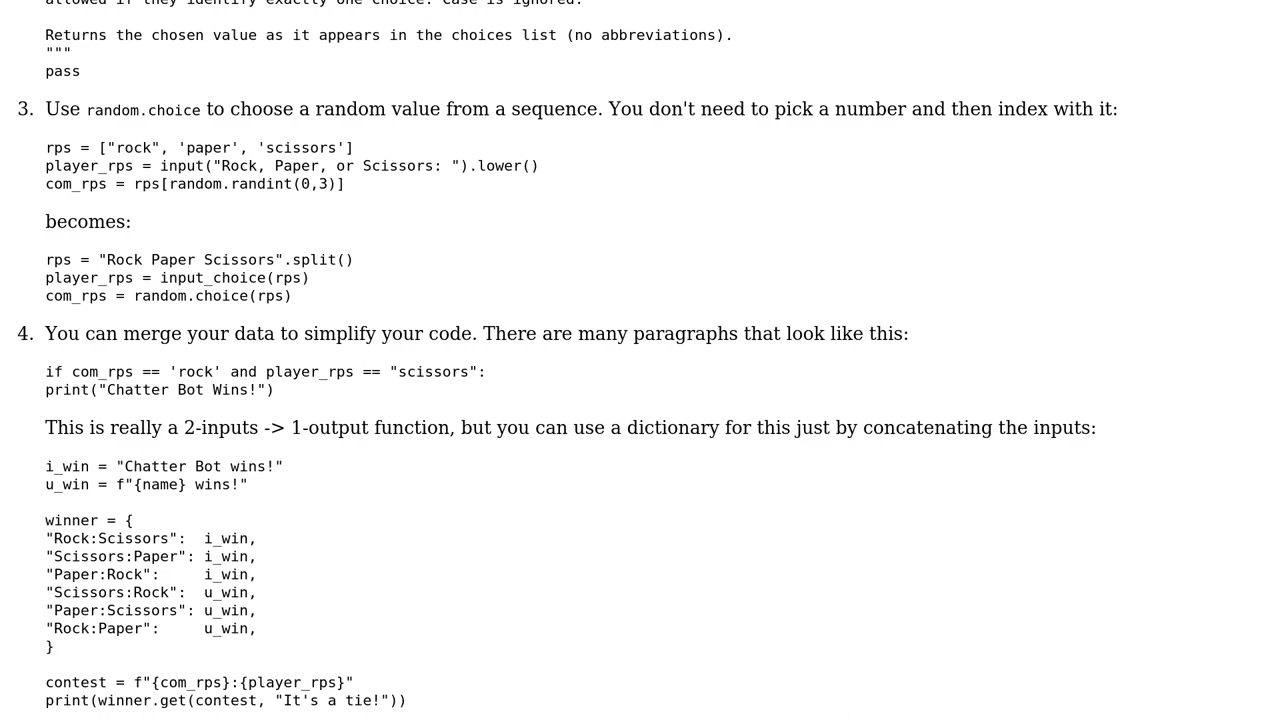 allowed if they identify exactly one choice. Case is ignored.
Returns the chosen value as it appears in the choices list (no abbreviations).
"""
pass
3. Use random.choice to choose a random value from a sequence. You don't need to pick a number and then index with it:
rps = ["rock", 'paper', 'scissors']
player_rps = input("Rock, Paper, or Scissors: ").lower()
com_rps = rps[random.randint(0,3)]
becomes:
rps = "Rock Paper Scissors".split()
player_rps = input_choice(rps)
com_rps = random.choice(rps)
4. You can merge your data to simplify your code. There are many paragraphs that look like this:
if com_rps == 'rock' and player_rps == "scissors":
print("Chatter Bot Wins!")
This is really a 2-inputs -> 1-output function, but you can use a dictionary for this just by concatenating the inputs:
i_win = "Chatter Bot wins!"
u_win = f"{name} wins!"
winner = {
"Rock:Scissors":  i_win,
"Scissors:Paper": i_win,
"Paper:Rock":     i_win,
"Scissors:Rock":  u_win,
"Paper:Scissors": u_win,
"Rock:Paper":     u_win,
}
contest = f"{com_rps}:{player_rps}"
print(winner.get(contest, "It's a tie!"))